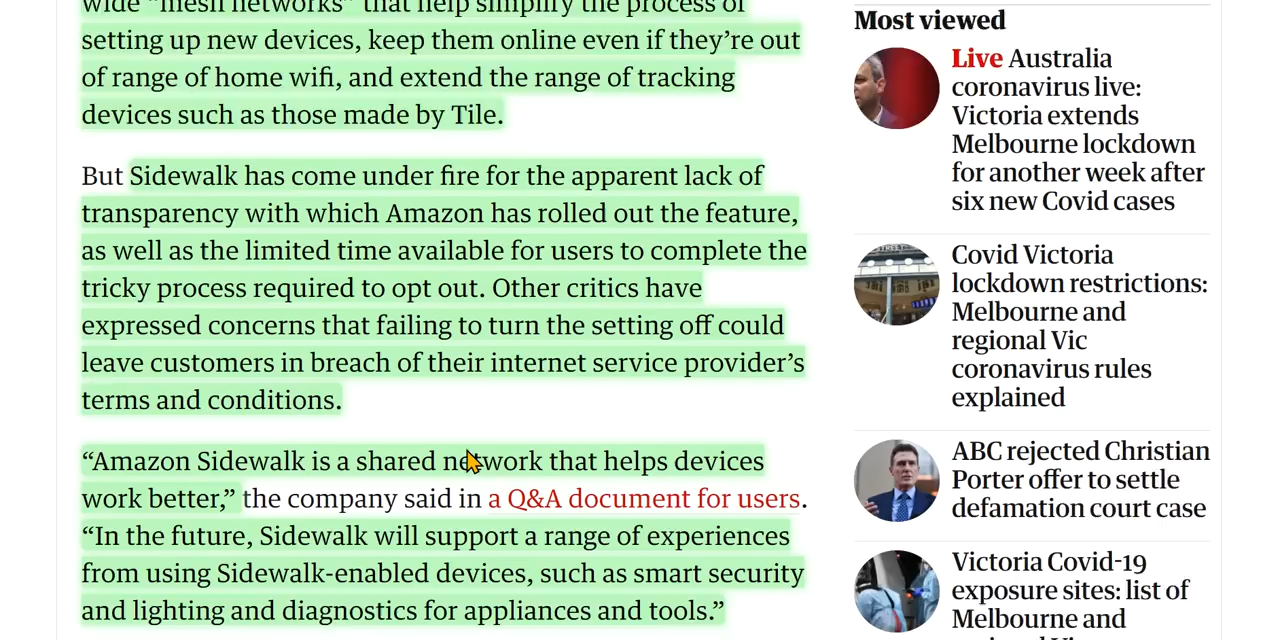 wide “mesh networks” that help simplify the process of
setting up new devices, keep them online even if they’re out
of range of home wifi, and extend the range of tracking
devices such as those made by Tile.
But Sidewalk has come under fire for the apparent lack of
transparency with which Amazon has rolled out the feature,
as well as the limited time available for users to complete the
tricky process required to opt out. Other critics have
expressed concerns that failing to turn the setting off could
leave customers in breach of their internet service provider’s
terms and conditions.
“Amazon Sidewalk is a shared network that helps devices
work better,” the company said in a Q&A document for users.
“In the future, Sidewalk will support a range of experiences
from using Sidewalk-enabled devices, such as smart security
and lighting and diagnostics for appliances and tools.”
Most viewed
Live Australia
coronavirus live:
Victoria extends
Melbourne lockdown
for another week after
six new Covid cases
Covid Victoria
lockdown restrictions:
Melbourne and
regional Vic
coronavirus rules
explained
ABC rejected Christian
Porter offer to settle
defamation court case
Victoria Covid-19
exposure sites: list of
Melbourne and